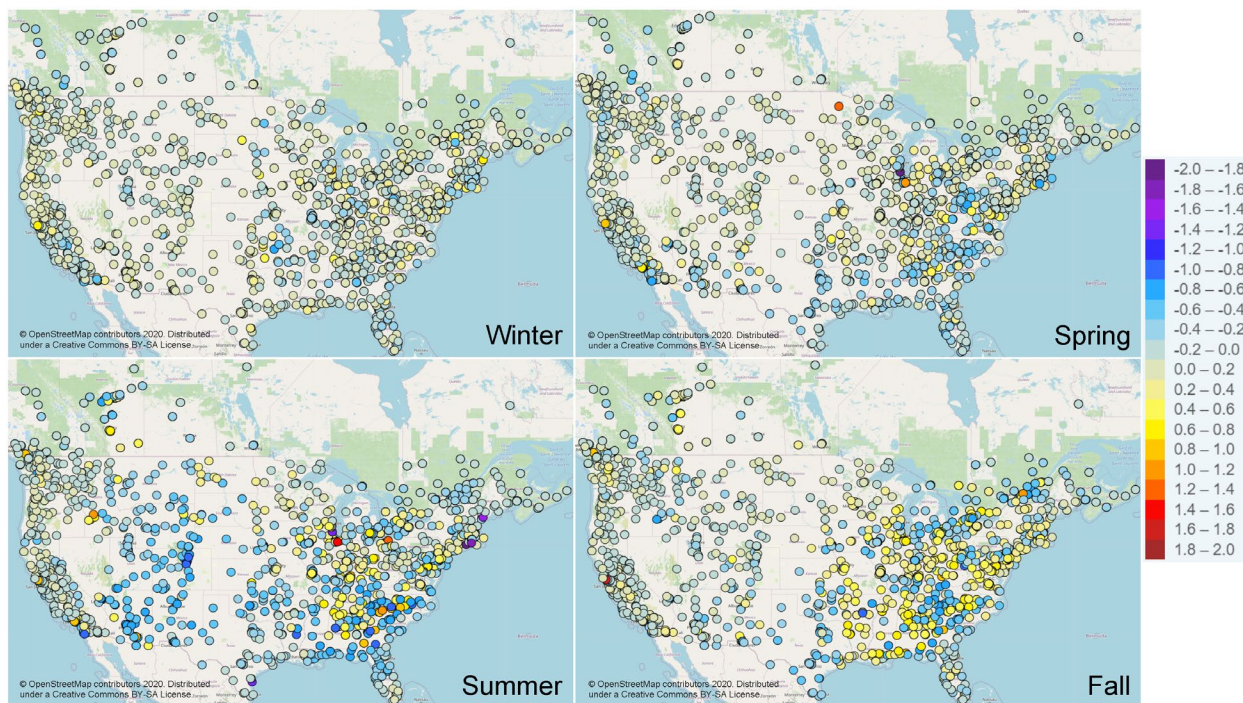 © OpenStreetMap contributors 2020. Distributed
under a Creative Commons BY-SA License
Winter
© OpenStreetMap contributors 2020. Distributed
under a Creative Commons BY-SA License
Spring
© OpenStreetMap contributors 2020. Distributed
under a Creative Commons BY-SA License
Summer
© OpenStreetMap contributors 2020. Distributed
under a Creative Commons BY-SA License
Fall
-2.0 – -1.8
-1.8 – -1.6
-1.6 – -1.4
-1.4 – -1.2
-1.2 – -1.0
-1.0 – -0.8
-0.8 – -0.6
-0.6 – -0.4
-0.4 – -0.2
-0.2 – 0.0
0.0 – 0.2
0.2 – 0.4
0.4 – 0.6
0.6 – 0.8
0.8 – 1.0
1.0 – 1.2
1.2 – 1.4
1.4 – 1.6
1.6 – 1.8
1.8 – 2.0